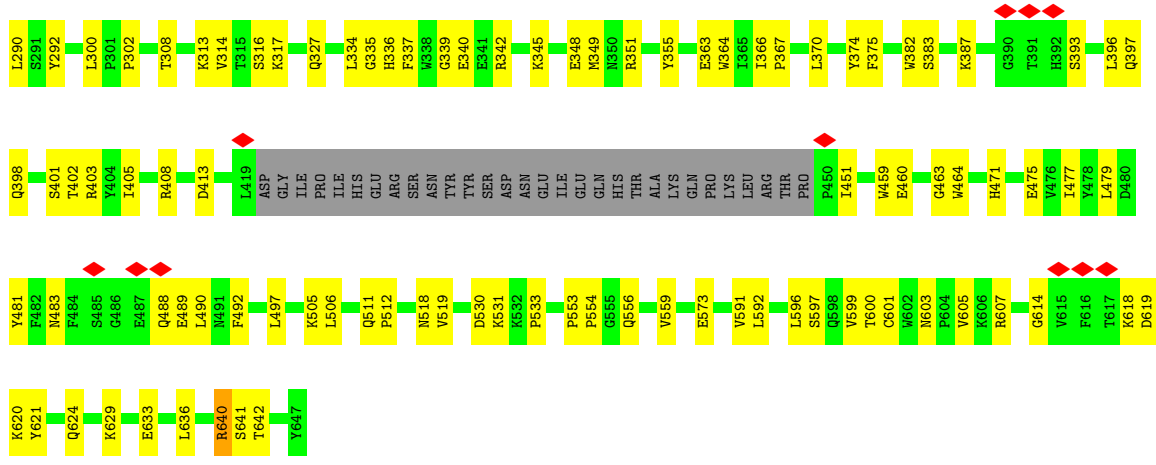 L290 S291 Y292 L300 P301 P302 T308 K313 V314 T315 S316 K317 Q327 L334 G335 H336 F337 W338 G339 E340 E341 R342 K345 E348 M349 N350 R351 Y355 E363 W364 I365 I366 P367 L370 Y374 F375 W382 S383 K387 G390 T391 H392 S393 L396 Q397
Q398 S401 T402 R403 Y404 I405 R408 D413 L419 ASP GLY ILE PRO ILE HIS GLU ARG SER ASN TYR TYR SER ASP ASN GLU ILE GLU GLN HIS THR ALA LYS GLN PRO LYS LEU ARG THR PRO P450 I451 W459 E460 G463 W464 H471 E475 V476 I477 Y478 L479 D480
Y481 F482 N483 F484 S485 G486 E487 Q488 E489 L490 N491 F492 L497 K505 L506 Q511 P512 N518 V519 D530 K531 K532 P533 P553 P554 G555 Q556 V559 E573 V591 L592 L596 S597 Q598 V599 T600 C601 W602 N603 P604 V605 K606 R607 G614 V615 F616 T617 K618 D619
K620 Y621 Q624 K629 E633 L636 R640 S641 T642 Y647